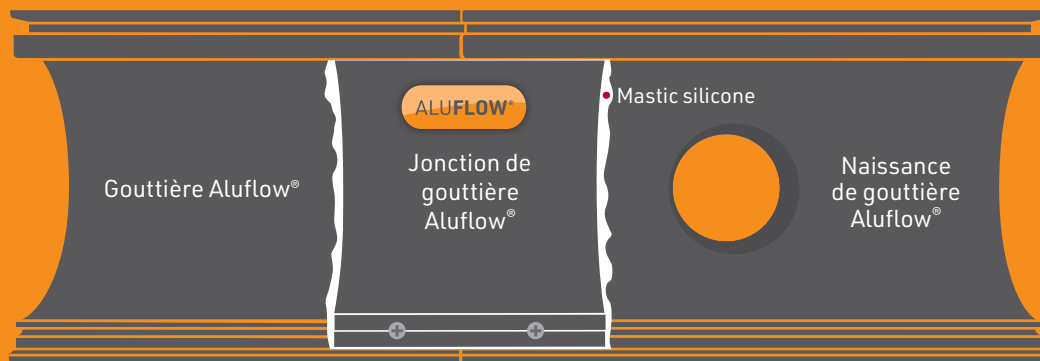 Gouttière Aluflow®
ALUFLOW®
Jonction de
gouttière
Aluflow®
Mastic silicone
Naissance
de gouttière
Aluflow®